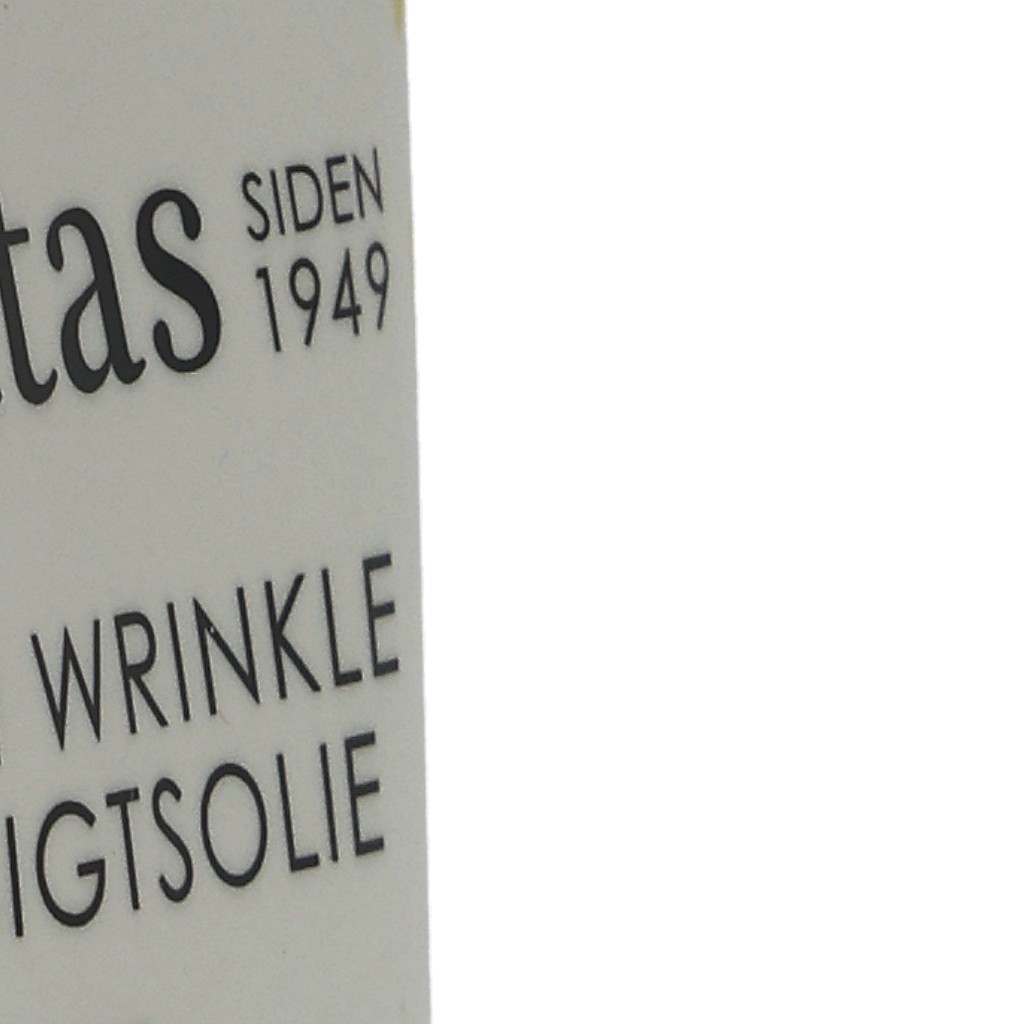 tas SIDEN
1949
WRINKLE
IGTSOLIE